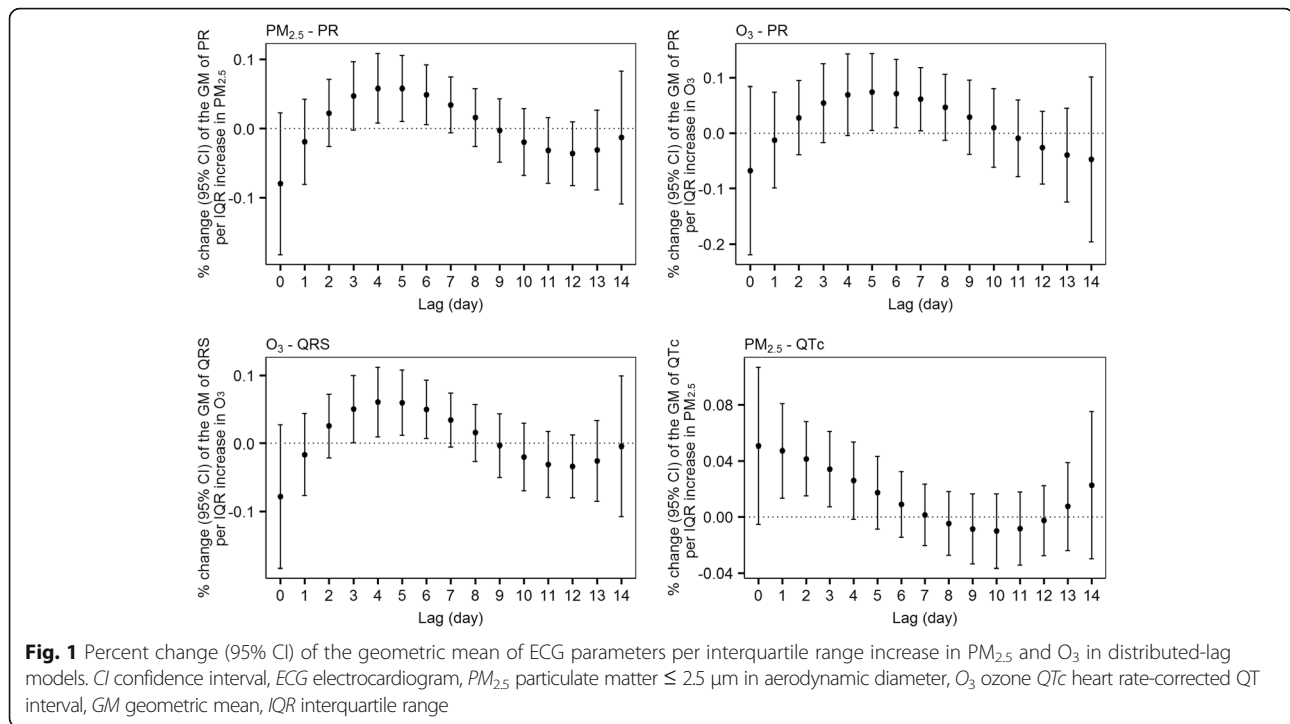 PM2.5 - PR
% change (95% CI) of the GM of PR
per IQR increase in PM2.5
0.1
0.0
-0.1
0 1 2 3 4 5 6 7 8 9 10 11 12 13 14
Lag (day)
O3 - PR
% change (95% CI) of the GM of PR
per IQR increase in O3
0.1
0.0
-0.1
-0.2
0 1 2 3 4 5 6 7 8 9 10 11 12 13 14
Lag (day)
O3 - QRS
% change (95% CI) of the GM of QRS
per IQR increase in O3
0.1
0.0
-0.1
0 1 2 3 4 5 6 7 8 9 10 11 12 13 14
Lag (day)
PM2.5 - QTc
% change (95% CI) of the GM of QTc
per IQR increase in PM2.5
0.08
0.04
0.00
-0.04
0 1 2 3 4 5 6 7 8 9 10 11 12 13 14
Lag (day)
Fig. 1 Percent change (95% CI) of the geometric mean of ECG parameters per interquartile range increase in PM2.5 and O3 in distributed-lag
models. CI confidence interval, ECG electrocardiogram, PM2.5 particulate matter ≤ 2.5 μm in aerodynamic diameter, O3 ozone QTc heart rate-corrected QT
interval, GM geometric mean, IQR interquartile range